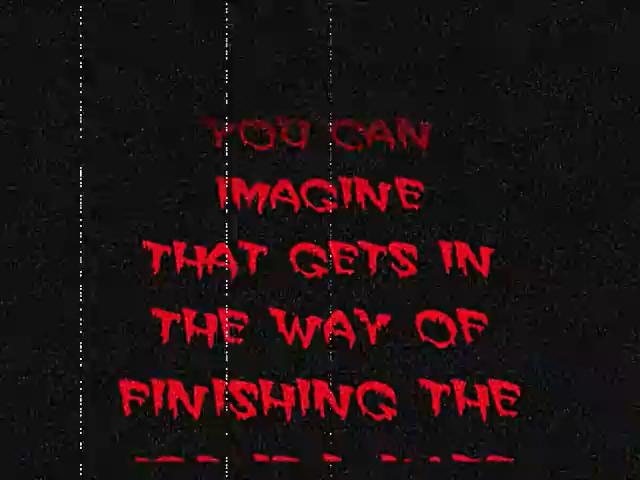 YOU CAN
IMAGINE
THAT GETS IN
THE WAY OF
FINISHING THE